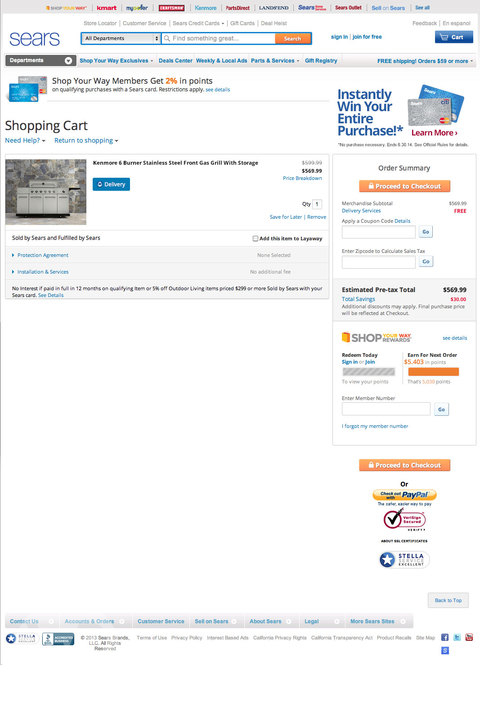 SHOP YOUR WAY
kmart
mygofer
CRAFTSMAN
Kenmore
PartsDirect
LANDS'END
Sears
Sears Outlet
Sell on Sears
See all
Store Locator | Customer Service | Sears Credit Cards | Gift Cards | Deal Heist
Feedback | En espanol
sears
All Departments
Find something great...
Search
sign in | join for free
Cart
Departments
Shop Your Way Exclusives
Deals Center
Weekly & Local Ads
Parts & Services
Gift Registry
FREE shipping! Orders $59 or more
Shop Your Way Members Get 2% in points
on qualifying purchases with a Sears card. Restrictions apply. see details
Instantly
Win Your
Entire
Purchase!*
Learn More ›
*No purchase necessary. Ends 8.30.14. See Official Rules for details.
Shopping Cart
Need Help?
Return to shopping
Kenmore 6 Burner Stainless Steel Front Gas Grill With Storage
$599.99
$569.99
Price Breakdown
Delivery
Qty 1
Save for Later | Remove
Sold by Sears and Fulfilled by Sears
Add this item to Layaway
Protection Agreement
None Selected
Installation & Services
No additional fee
No Interest if paid in full in 12 months on qualifying item or 5% off Outdoor Living items priced $299 or more Sold by Sears with your
Sears card. See Details
Order Summary
Proceed to Checkout
Merchandise Subtotal $569.99
Delivery Services FREE
Apply a Coupon Code Details
Go
Enter Zipcode to Calculate Sales Tax
Go
Estimated Pre-tax Total $569.99
Total Savings $30.00
Additional discounts may apply. Final purchase price
will be reflected at Checkout.
SHOP YOUR WAY REWARDS
see details
Redeem Today
Sign in or Join
To view your points
Earn For Next Order
$5,403 in points
That's 5,030 points
Enter Member Number
Go
I forgot my member number
Proceed to Checkout
Or
Check out with PayPal
The safer, easier way to pay
VeriSign
Secured
VERIFY
ABOUT SSL CERTIFICATES
STELLA
SERVICE
EXCELLENT
Back to Top
Contact Us
Accounts & Orders
Customer Service
Sell on Sears
About Sears
Legal
More Sears Sites
STELLA
ACCREDITED
BUSINESS
© 2013 Sears Brands,
LLC. All Rights
Reserved
Terms of Use
Privacy Policy
Interest Based Ads
California Privacy Rights
California Transparency Act
Product Recalls
Site Map